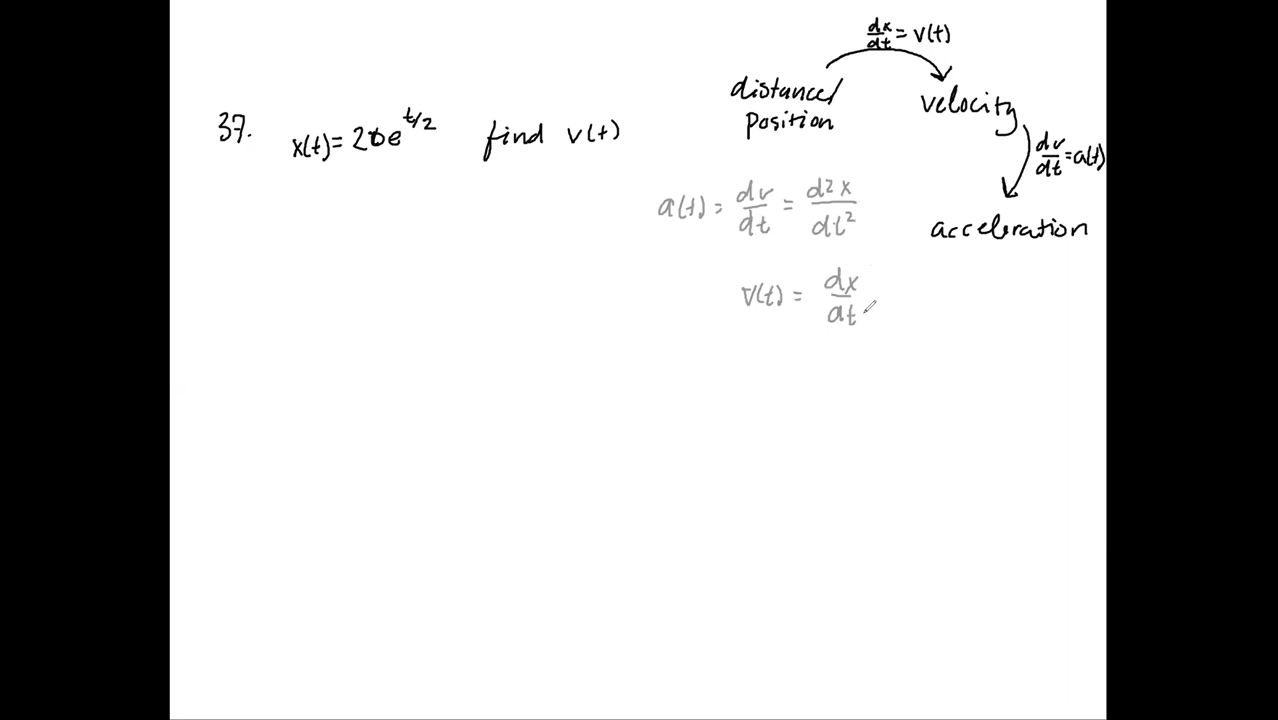 dx/dt = v(t)
distance/
position
velocity
dv/dt = a(t)
acceleration
37. x(t) = 20e^{t/2} find v(t)
a(t) = dv/dt = d2x/dt²
v(t) = dx/dt